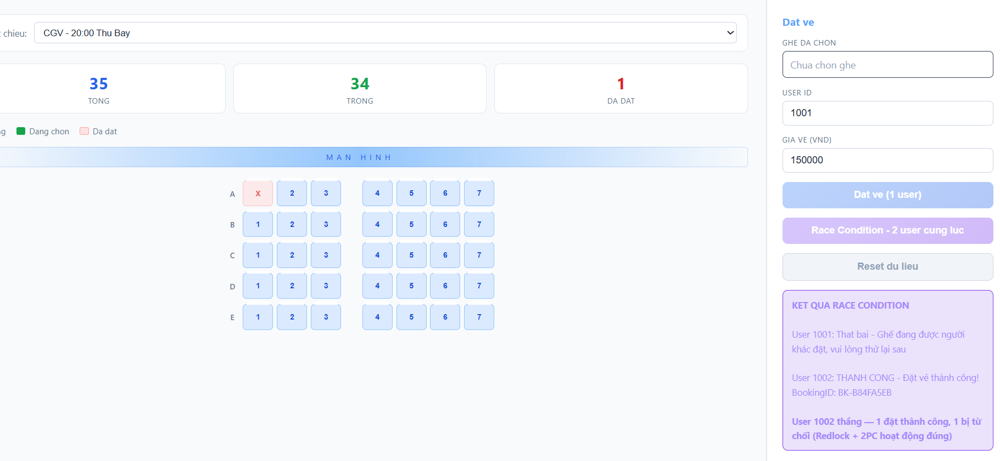 chieu:
CGV - 20:00 Thu Bay
35
TONG
34
TRONG
1
DA DAT
Dang chon
Da dat
MAN HINH
A X 2 3 4 5 6 7
B 1 2 3 4 5 6 7
C 1 2 3 4 5 6 7
D 1 2 3 4 5 6 7
E 1 2 3 4 5 6 7
Dat ve
GHE DA CHON
Chua chon ghe
USER ID
1001
GIA VE (VND)
150000
Dat ve (1 user)
Race Condition - 2 user cung luc
Reset du lieu
KET QUA RACE CONDITION
User 1001: That bai - Ghế đang được người
khác đặt, vui lòng thử lại sau
User 1002: THANH CONG - Đặt vé thành công!
BookingID: BK-B84FA5EB
User 1002 thắng — 1 đặt thành công, 1 bị từ
chối (Redlock + 2PC hoạt động đúng)